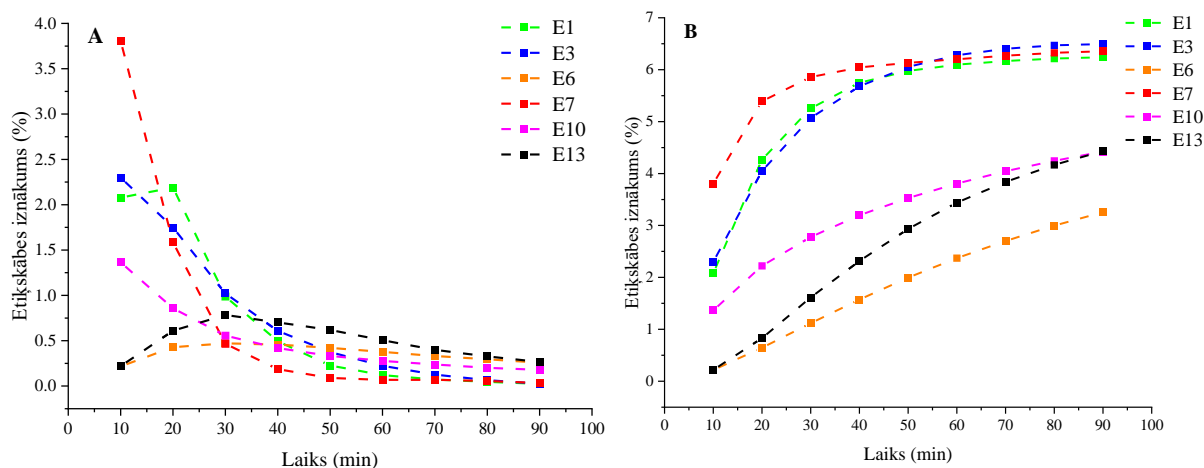 A
E1
E3
E6
E7
E10
E13
Etiķskābes iznākums (%)
4.0
3.5
3.0
2.5
2.0
1.5
1.0
0.5
0.0
0 10 20 30 40 50 60 70 80 90 100
Laiks (min)
B
E1
E3
E6
E7
E10
E13
Etiķskābes iznākums (%)
7
6
5
4
3
2
1
0
0 10 20 30 40 50 60 70 80 90 100
Laiks (min)